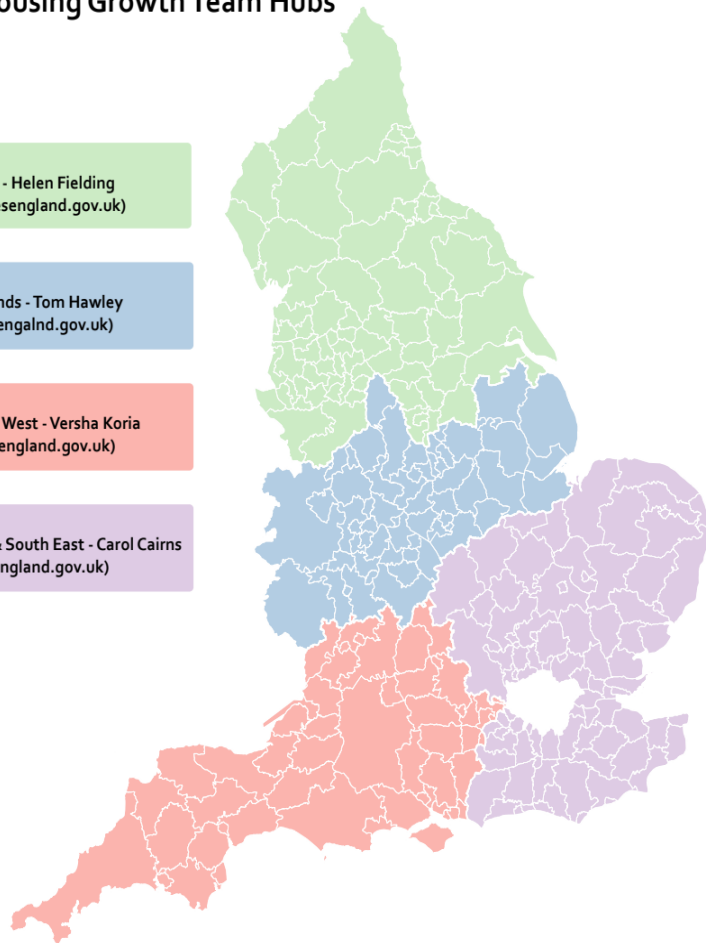 ousing Growth Team Hubs
- Helen Fielding
sengland.gov.uk)
nds - Tom Hawley
engalnd.gov.uk)
West - Versha Koria
england.gov.uk)
& South East - Carol Cairns
ngland.gov.uk)